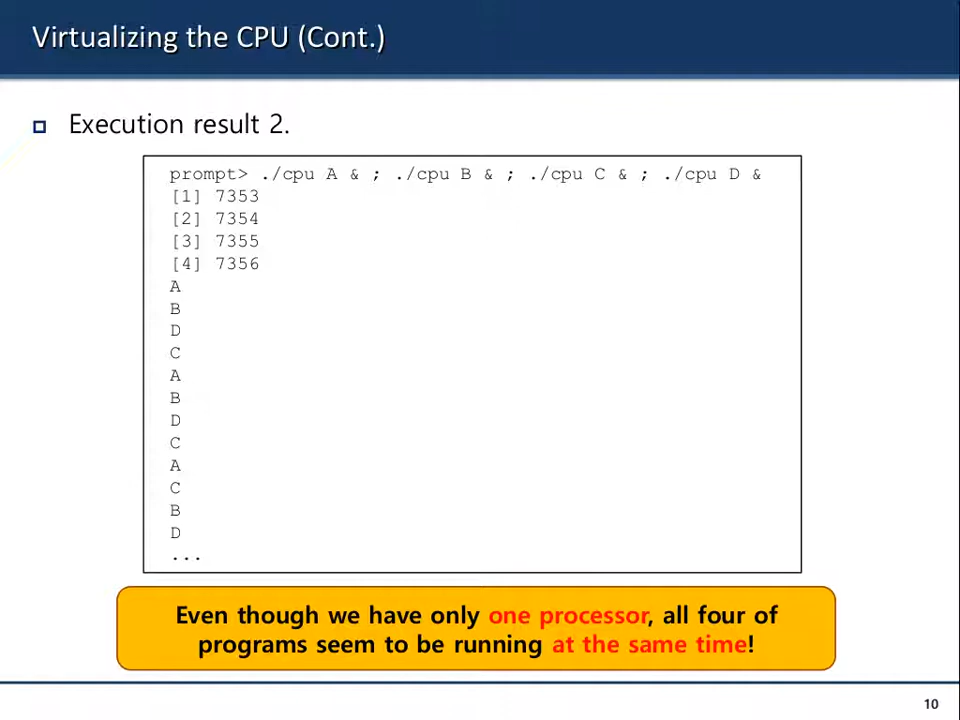 Virtualizing the CPU (Cont.)
Execution result 2.
prompt> ./cpu A & ; ./cpu B & ; ./cpu C & ; ./cpu D &
[1] 7353
[2] 7354
[3] 7355
[4] 7356
A
B
D
C
A
B
D
C
A
C
B
D
...
Even though we have only one processor, all four of
programs seem to be running at the same time!
10